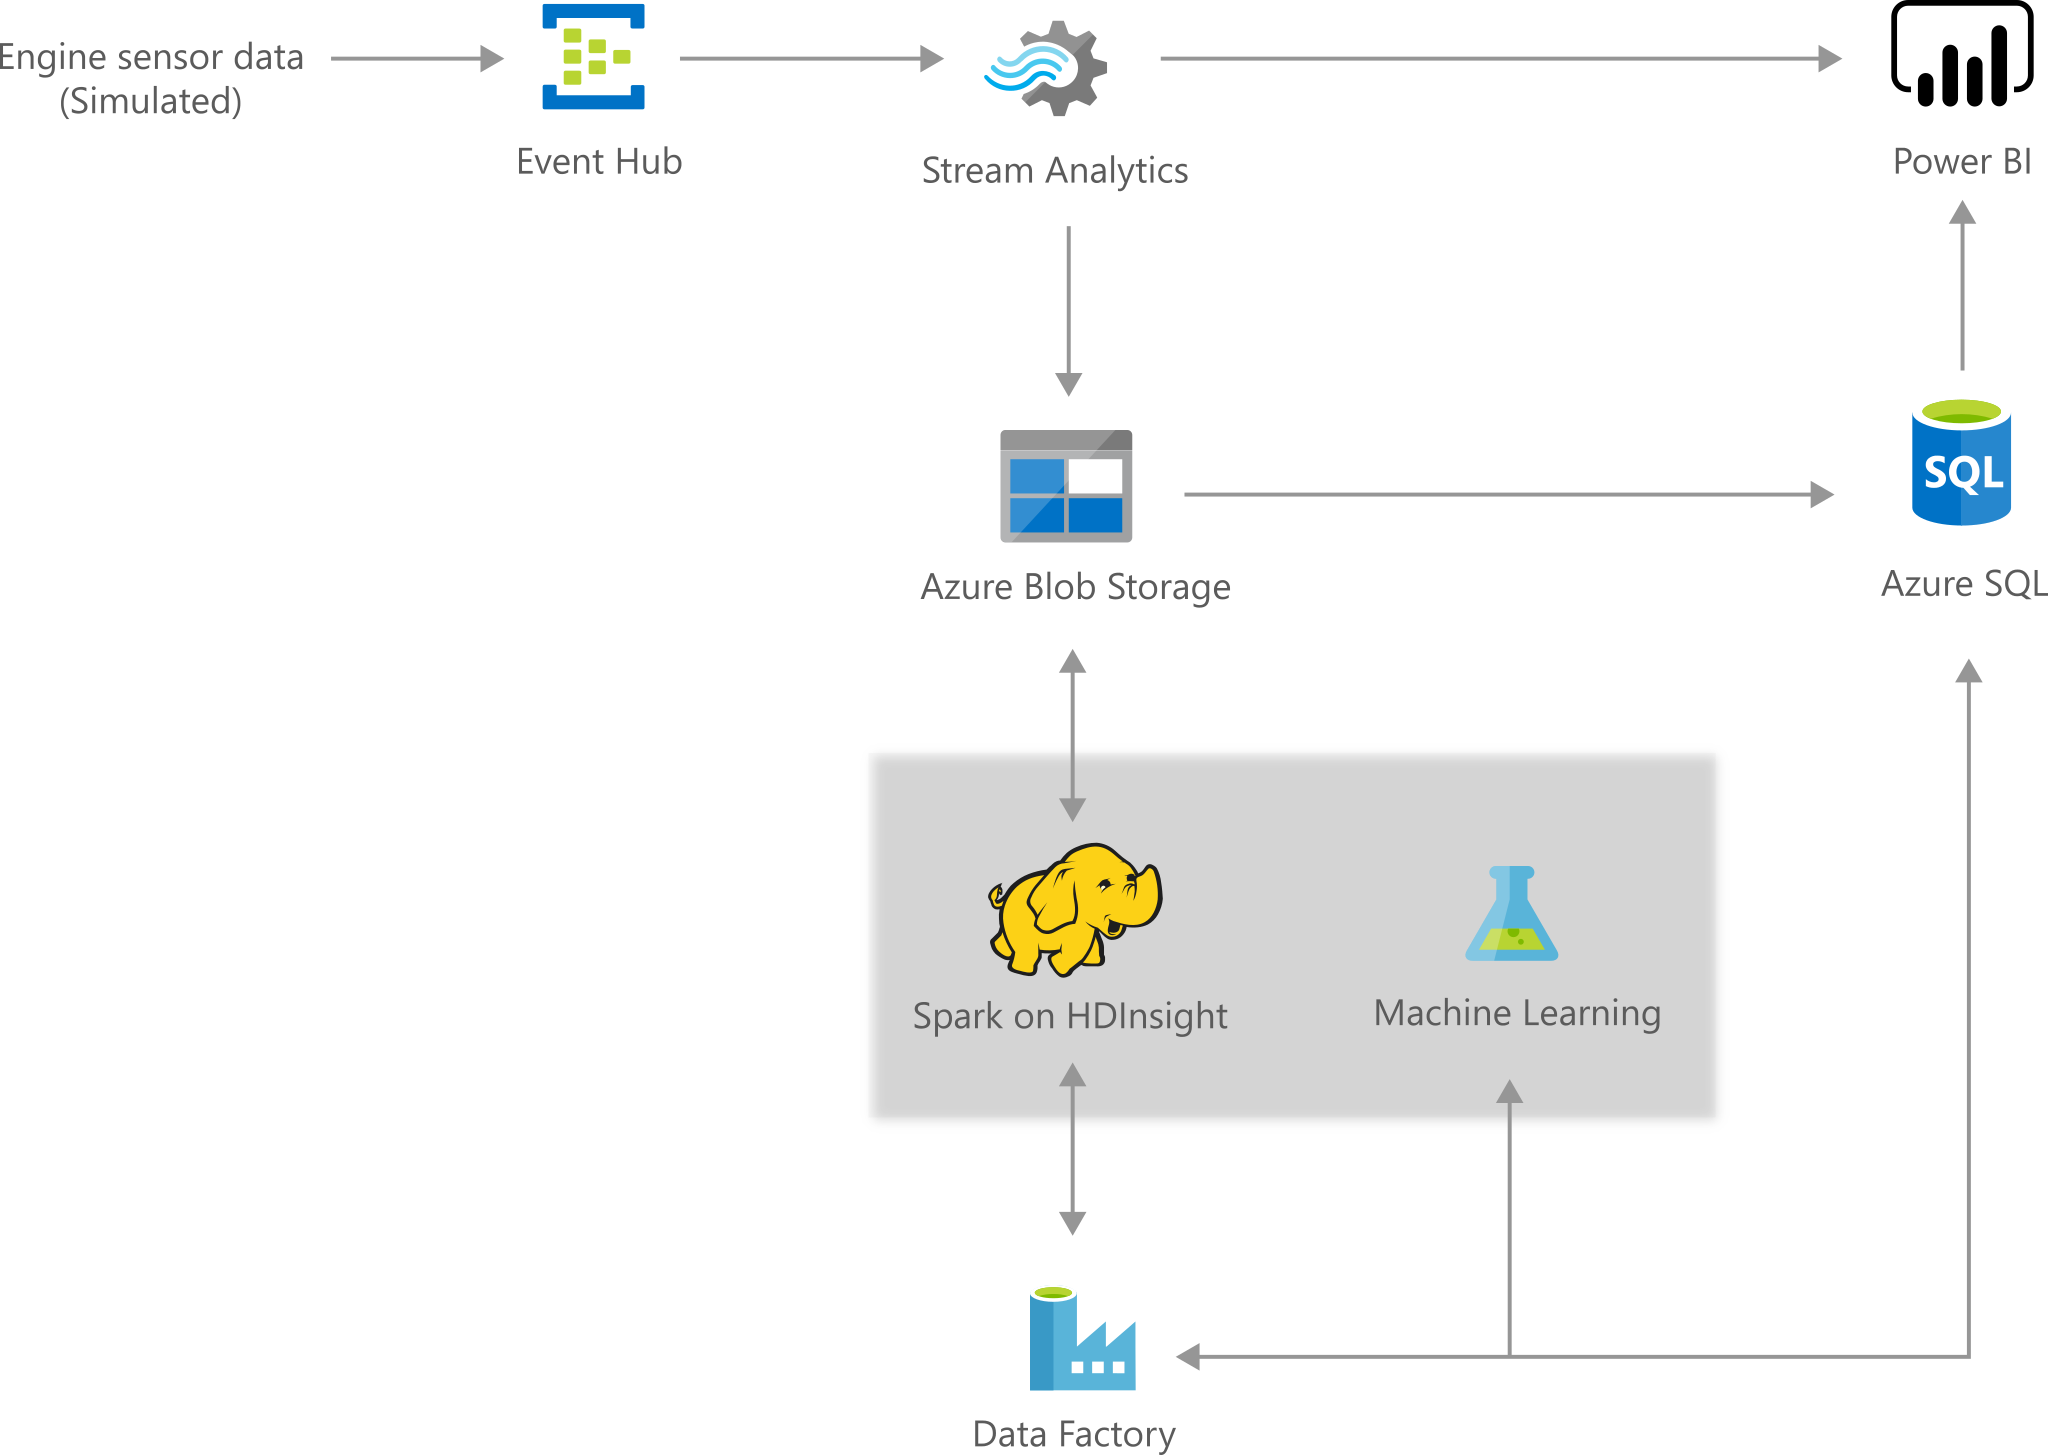 Engine sensor data
(Simulated)
Event Hub
Stream Analytics
Power BI
Azure Blob Storage
SQL
Azure SQL
Spark on HDInsight
Machine Learning
Data Factory